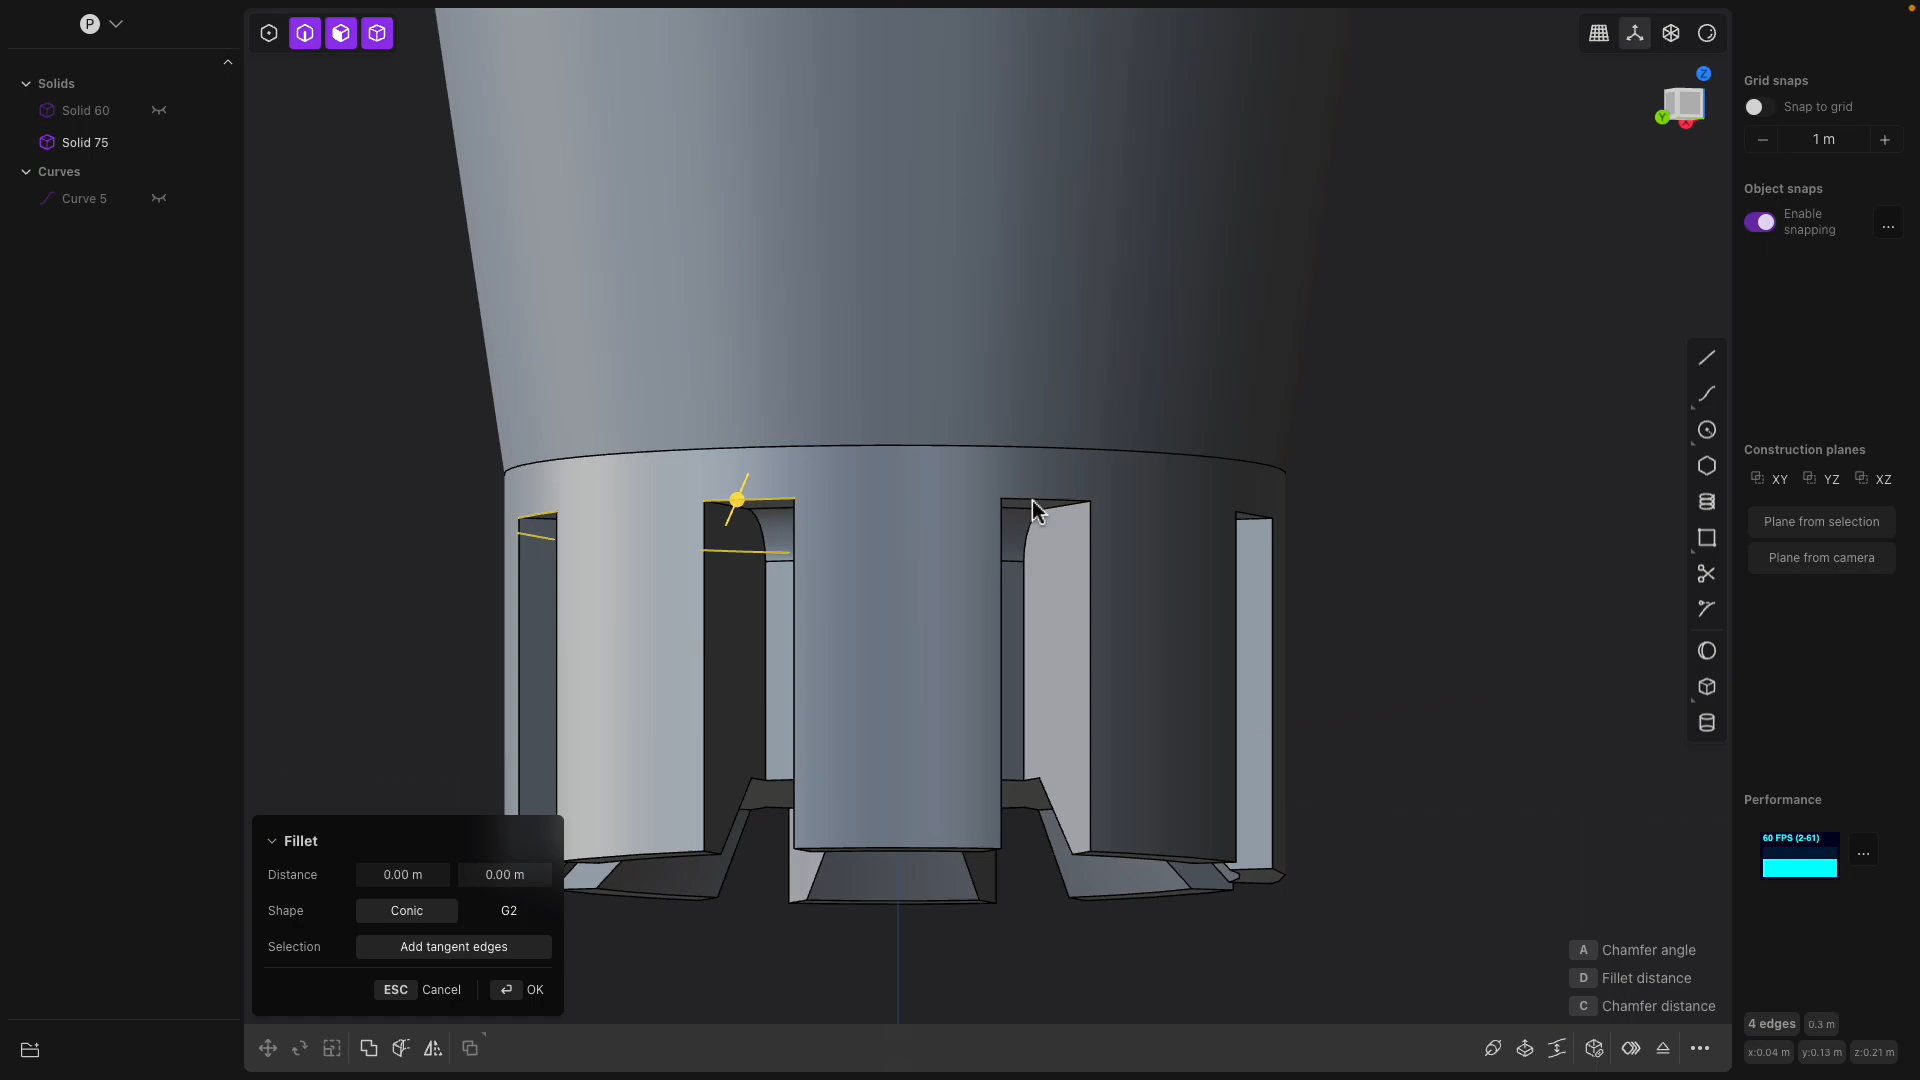 P
Solids
Solid 60
Solid 75
Curves
Curve 5
Z
Y
X
Grid snaps
Snap to grid
1 m
Object snaps
Enable
snapping
...
Construction planes
XY
YZ
XZ
Plane from selection
Plane from camera
Performance
60 FPS (2-61)
...
Fillet
Distance
0.00 m
0.00 m
Shape
Conic
G2
Selection
Add tangent edges
ESC Cancel
OK
A Chamfer angle
D Fillet distance
C Chamfer distance
4 edges
0.3 m
x:0.04 m
y:0.13 m
z:0.21 m